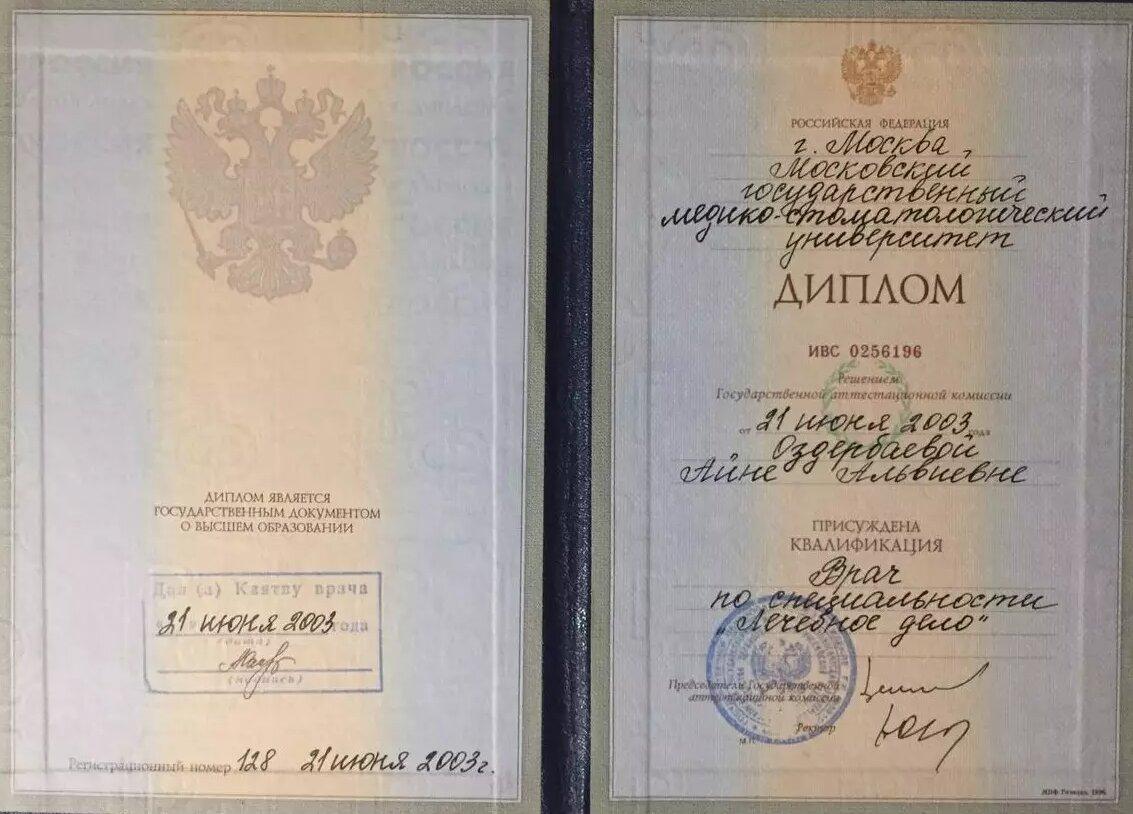 ДИПЛОМ ЯВЛЯЕТСЯ
ГОСУДАРСТВЕННЫМ ДОКУМЕНТОМ
О ВЫСШЕМ ОБРАЗОВАНИИ
Дал (а) Клятву врача
21 июня 2003 года
(дата)
(подпись)
Регистрационный номер 128 21 июня 2003г.
РОССИЙСКАЯ ФЕДЕРАЦИЯ
г. Москва
Московский
государственный
медико-стоматологический
университет
ДИПЛОМ
ИВС 0256196
Решением
Государственной аттестационной комиссии
от 21 июня 2003 года
Оздербаевой
Айне Альвиевне
ПРИСУЖДЕНА
КВАЛИФИКАЦИЯ
Врач
по специальности
"Лечебное дело"
Председатель Государственной
аттестационной комиссии
Ректор
М.П.